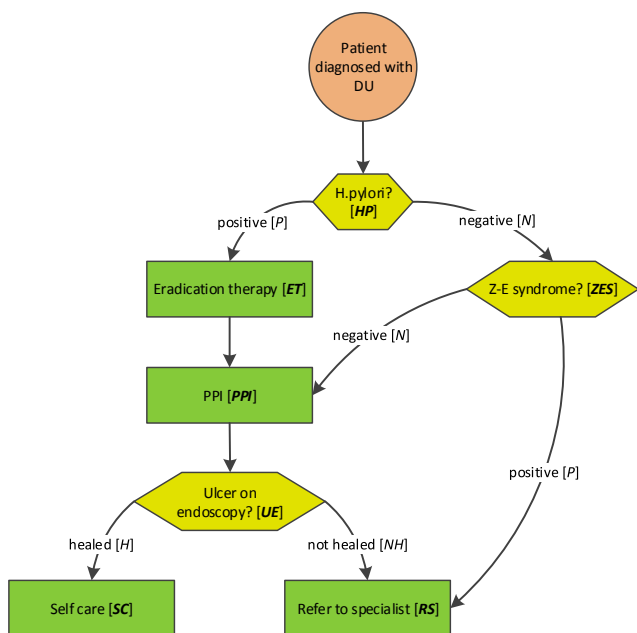 Patient
diagnosed with
DU
H.pylori?
[HP]
positive [P]
negative [N]
Eradication therapy [ET]
Z-E syndrome? [ZES]
negative [N]
PPI [PPI]
positive [P]
Ulcer on
endoscopy? [UE]
healed [H]
not healed [NH]
Self care [SC]
Refer to specialist [RS]